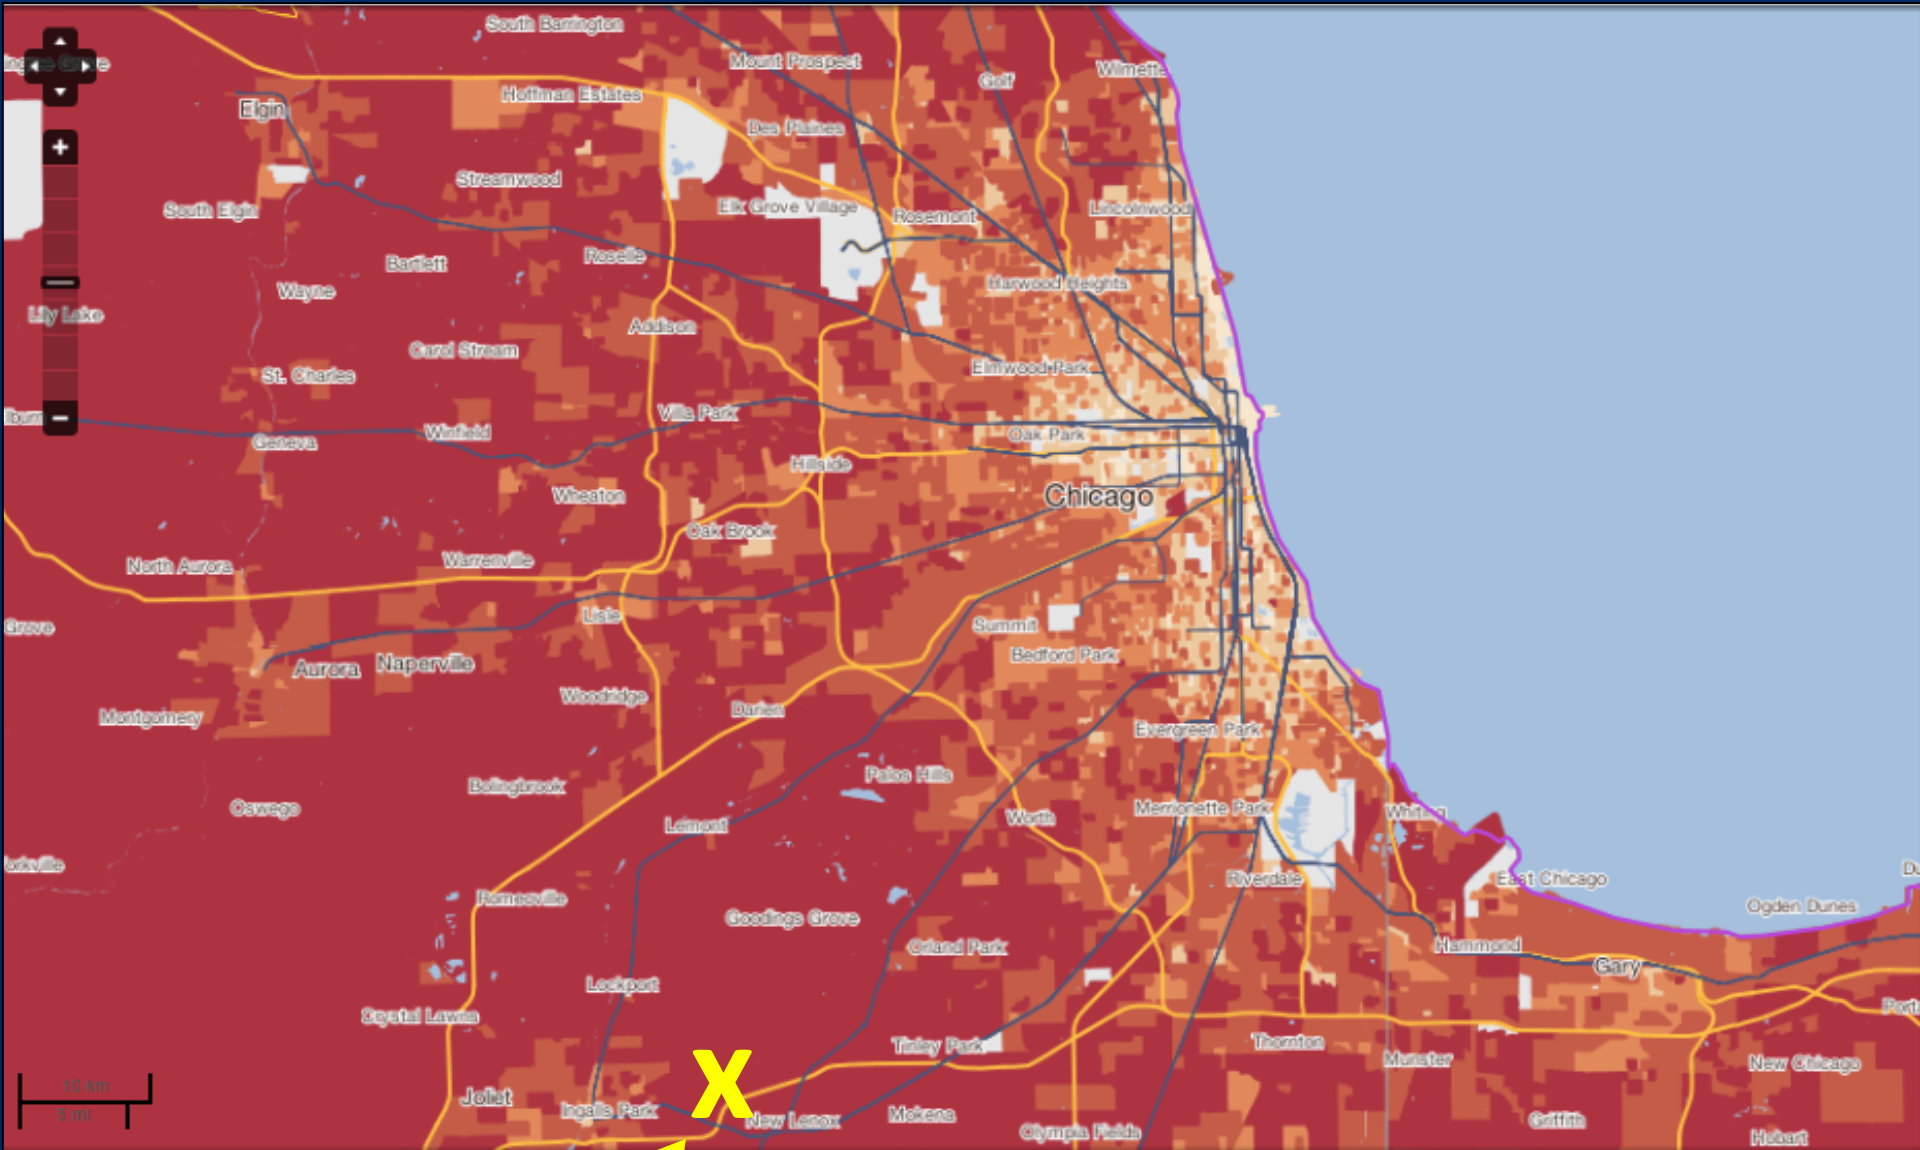 South Barrington
Mount Prospect
Golf
Wilmette
Hoffman Estates
Elgin
Des Plaines
Streamwood
Elk Grove Village
Lincolnwood
South Elgin
Rosemont
Bartlett
Roselle
Wayne
Harwood Heights
Lily Lake
Addison
Carol Stream
St. Charles
Elmwood Park
Villa Park
Geneva
Winfield
Oak Park
Hillside
Wheaton
Chicago
Oak Brook
North Aurora
Warrenville
Grove
Lisle
Summit
Bedford Park
Aurora
Naperville
Woodridge
Darien
Montgomery
Evergreen Park
Palos Hills
Bolingbrook
Oswego
Merrionette Park
Whiting
Lemont
Worth
orkville
Riverdale
East Chicago
Du
Romeoville
Ogden Dunes
Goodings Grove
Orland Park
Hammond
Gary
Lockport
Port
Crystal Lawns
Tinley Park
Thornton
Munster
New Chicago
10 km
5 mi
X
Joliet
Ingalls Park
New Lenox
Mokena
Olympia Fields
Griffith
Hobart